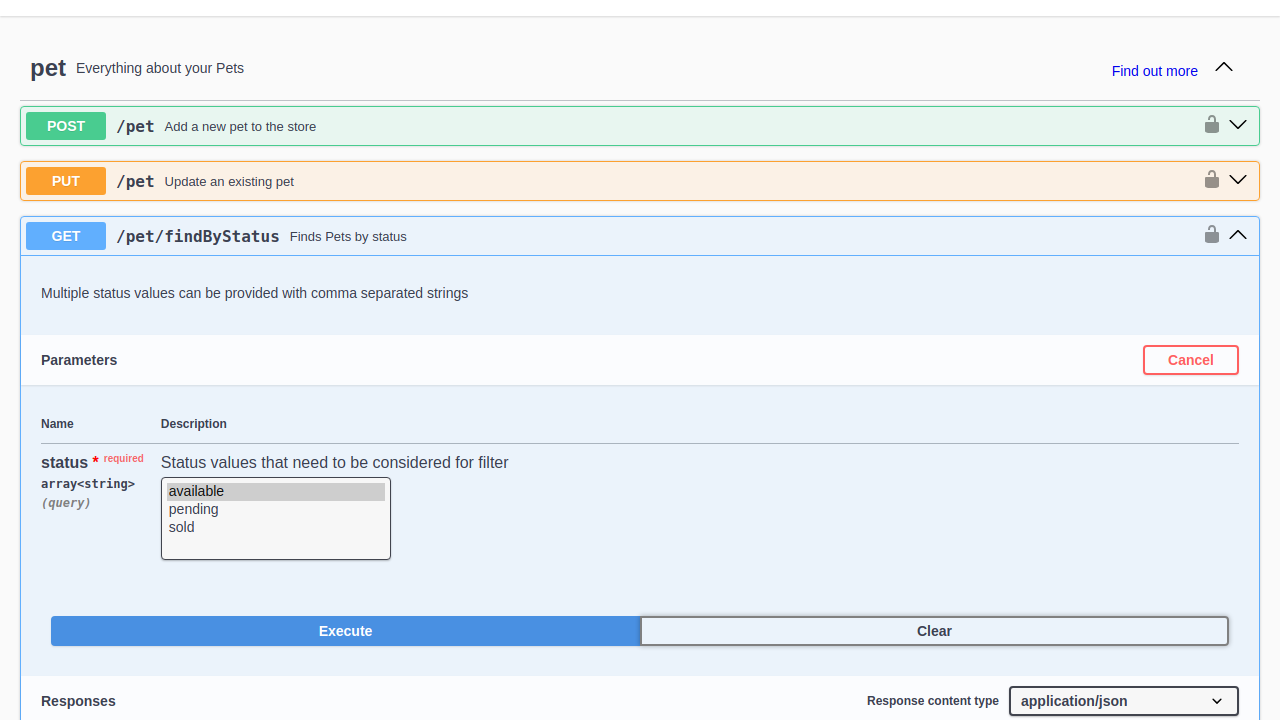 pet Everything about your Pets Find out more
POST /pet Add a new pet to the store
PUT /pet Update an existing pet
GET /pet/findByStatus Finds Pets by status
Multiple status values can be provided with comma separated strings
Parameters Cancel
Name Description
status * required Status values that need to be considered for filter
array<string>
(query)
available
pending
sold
Execute Clear
Responses Response content type application/json